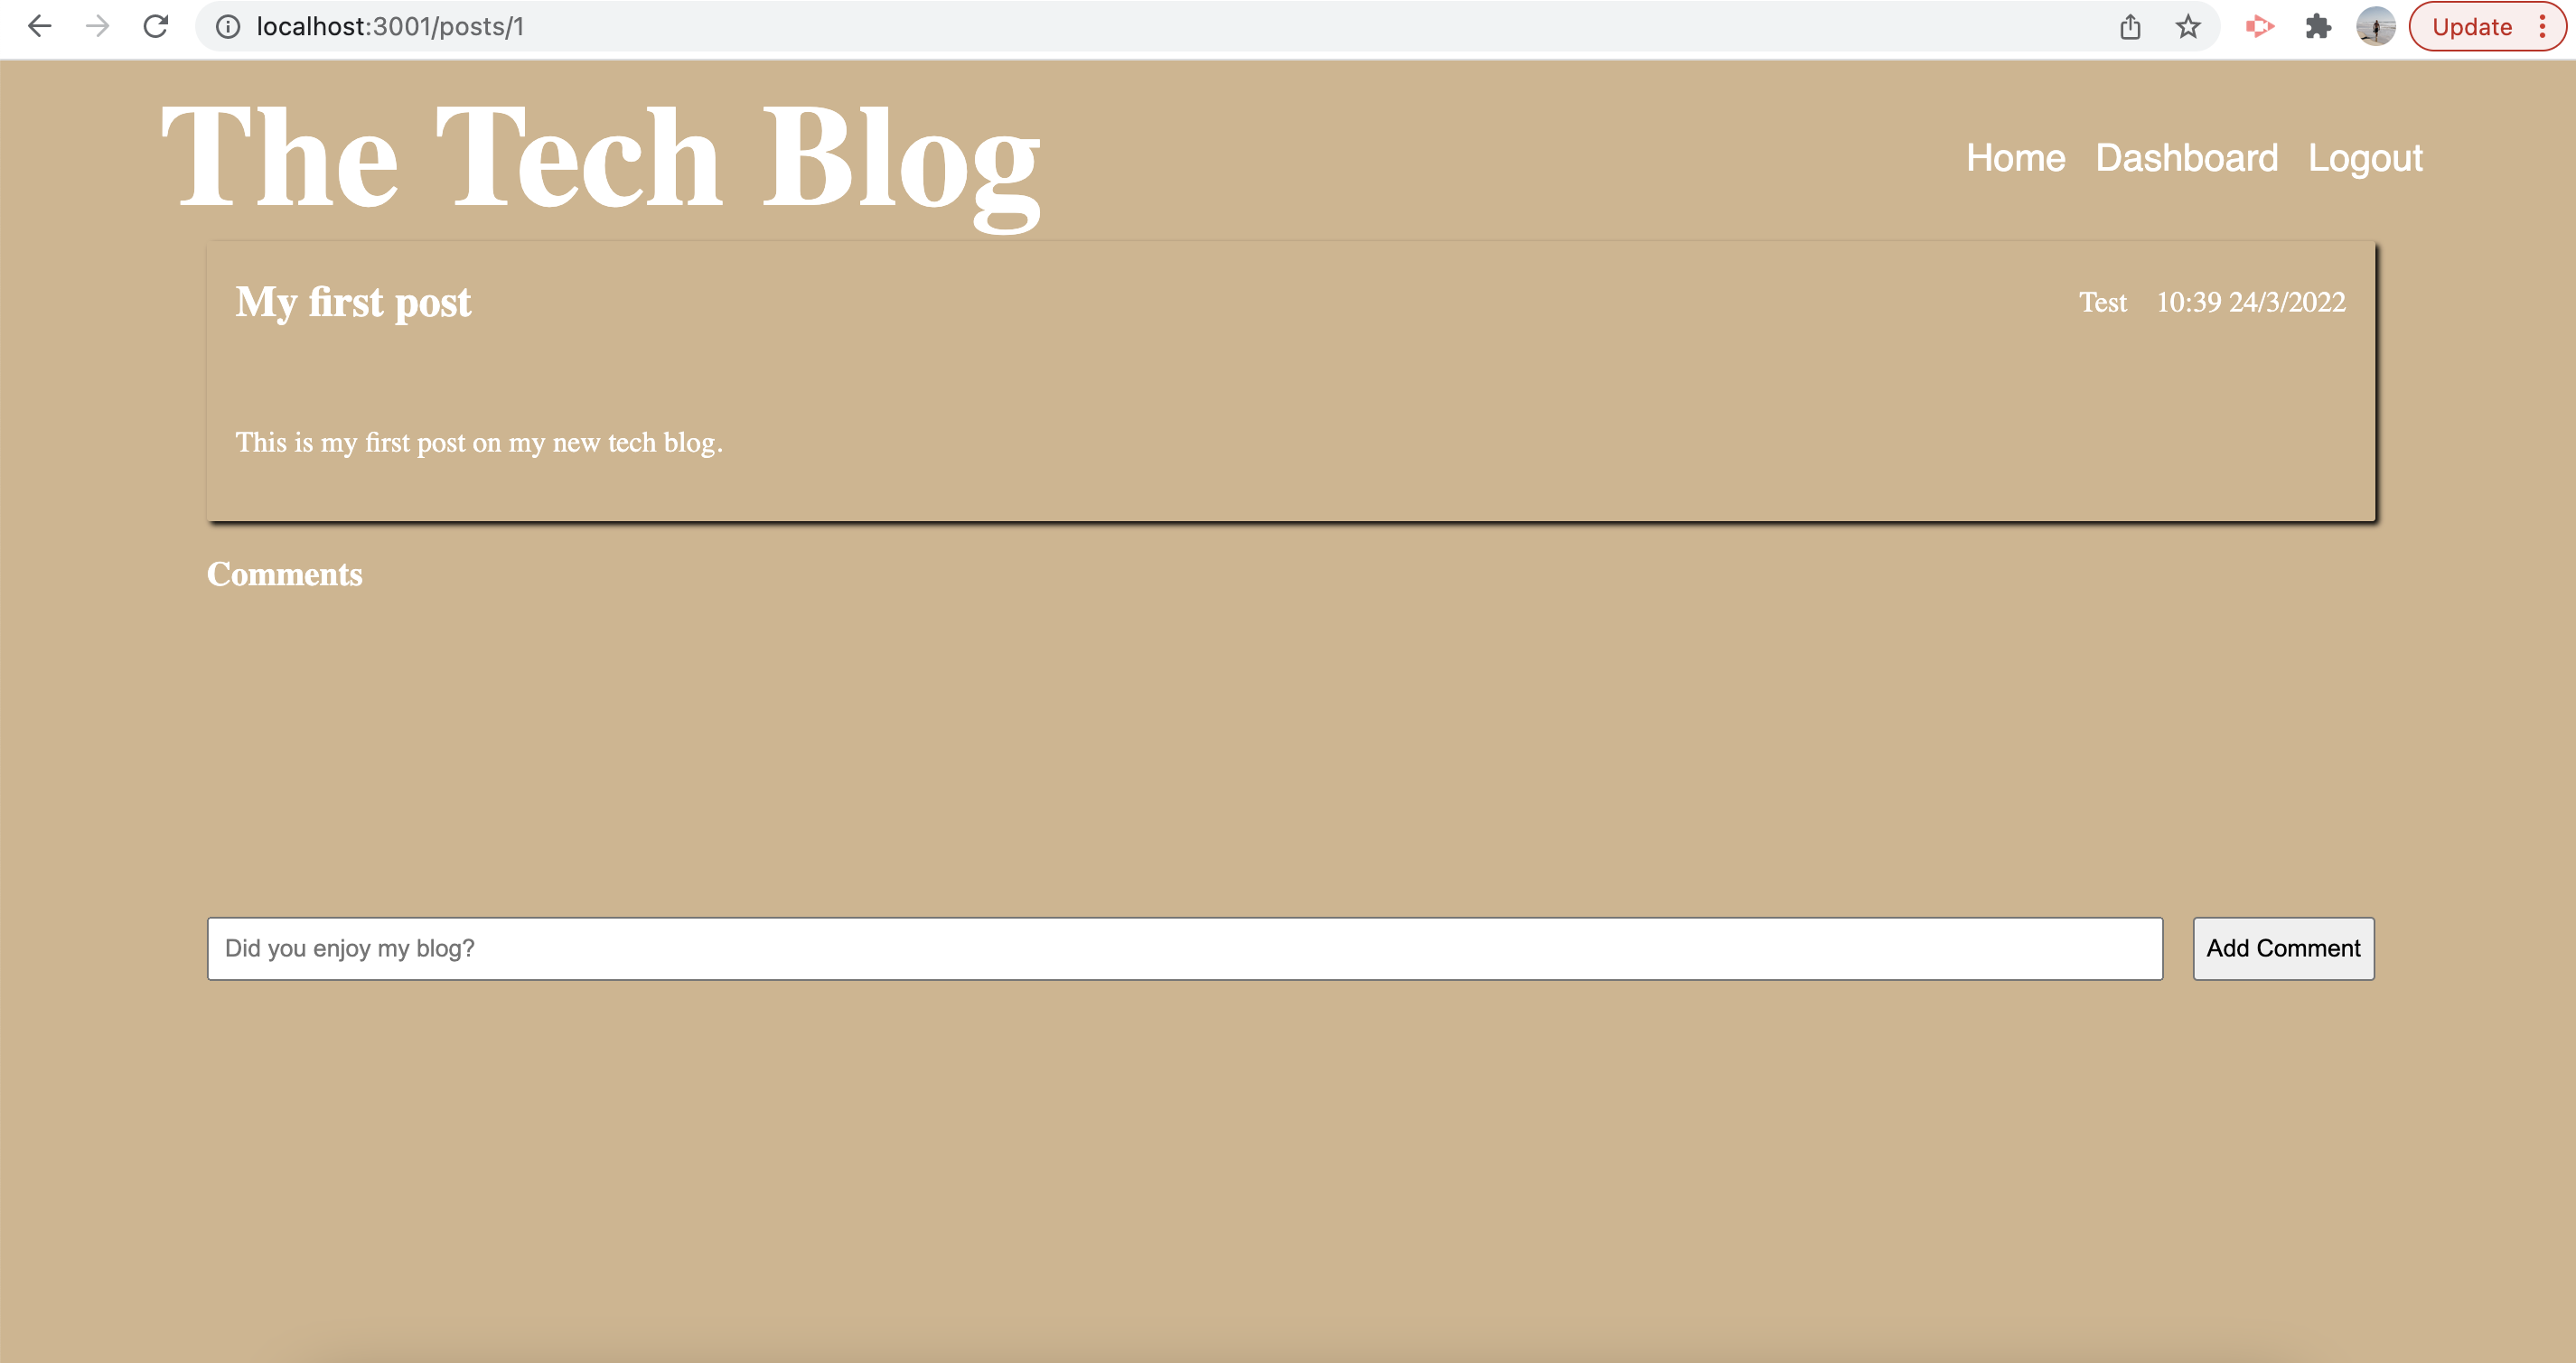 localhost:3001/posts/1
Update
The Tech Blog
Home Dashboard Logout
My first post
Test 10:39 24/3/2022
This is my first post on my new tech blog.
Comments
Did you enjoy my blog?
Add Comment